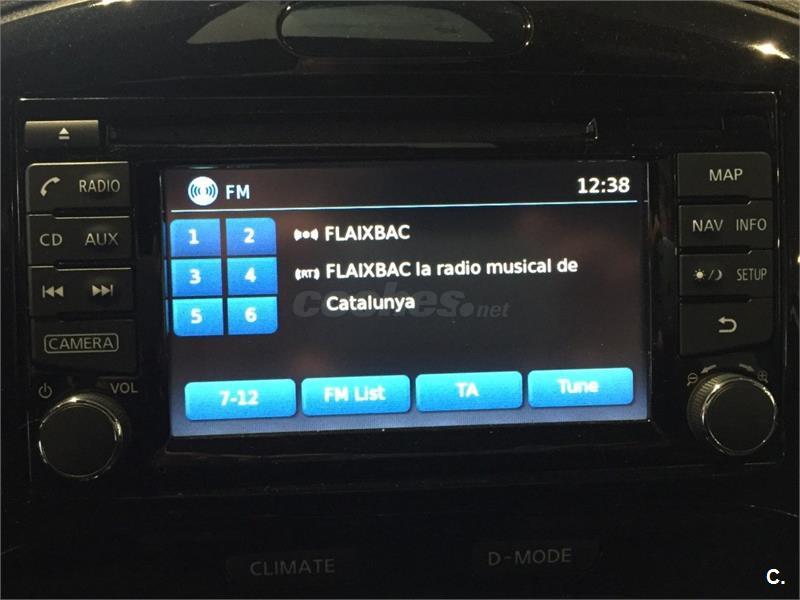 RADIO
CD AUX
CAMERA
VOL
FM 12:38
1 2
3 4
5 6
FLAIXBAC
(RT) FLAIXBAC la radio musical de
Catalunya
coches.net
7-12 FM List TA Tune
MAP
NAV INFO
SETUP
CLIMATE D-MODE
C.